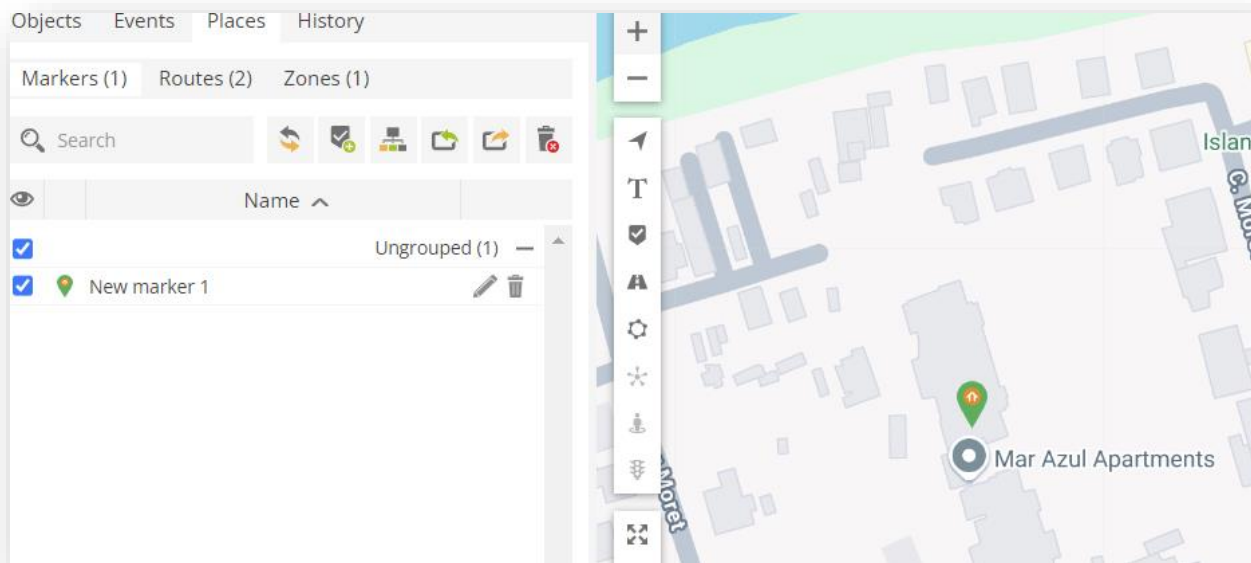 Objects Events Places History
Markers (1) Routes (2) Zones (1)
Search
Name
Ungrouped (1)
New marker 1
T
Islan
C. Mor
Mar Azul Apartments
Moret